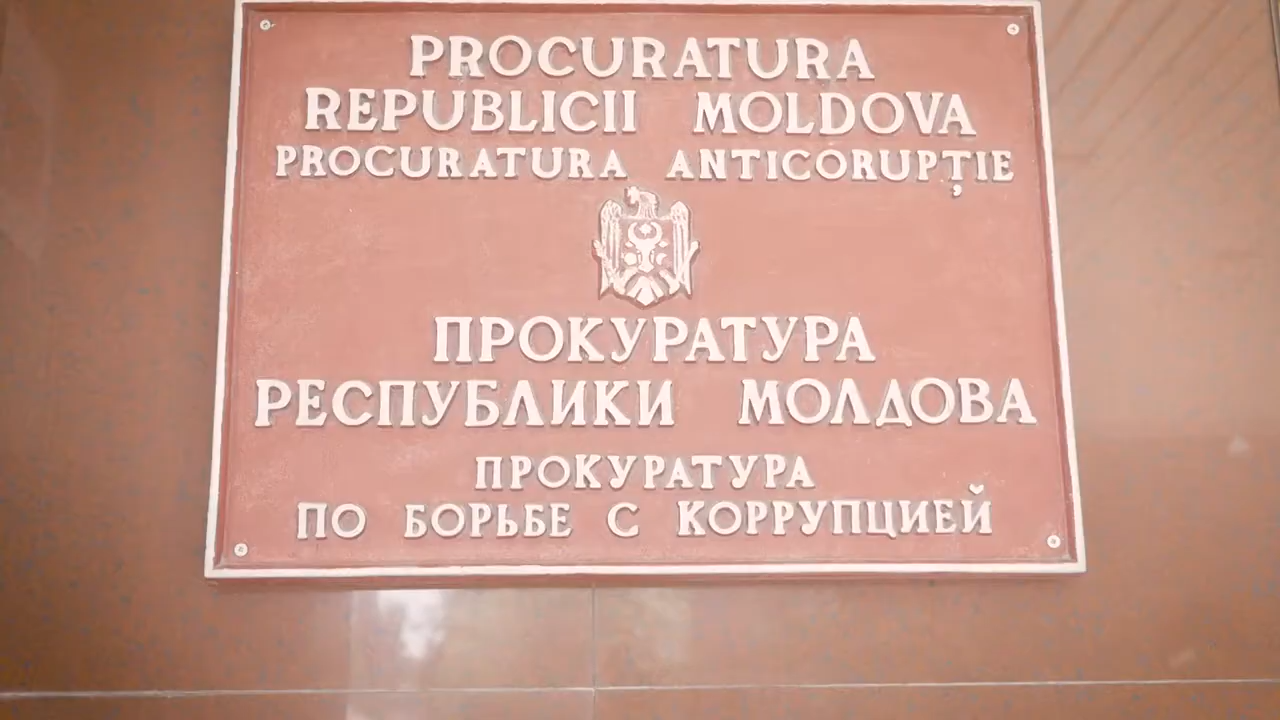 PROCURATURA
REPUBLICII MOLDOVA
PROCURATURA ANTICORUPȚIE
ПРОКУРАТУРА
РЕСПУБЛИКИ МОЛДОВА
ПРОКУРАТУРА
ПО БОРЬБЕ С КОРРУПЦИЕЙ